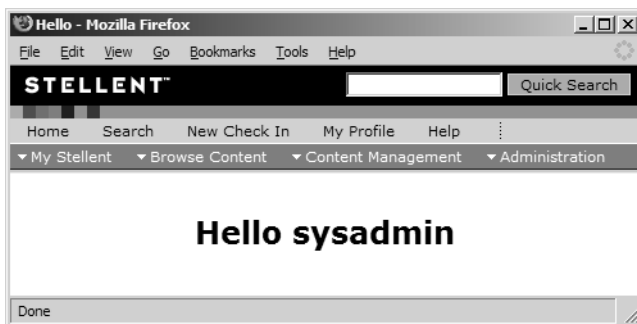 Hello - Mozilla Firefox
File Edit View Go Bookmarks Tools Help
STELLENT™ Quick Search
Home Search New Check In My Profile Help
My Stellent Browse Content Content Management Administration
Hello sysadmin
Done